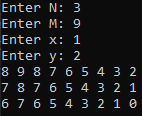 Enter N: 3
Enter M: 9
Enter x: 1
Enter y: 2
8 9 8 7 6 5 4 3 2
7 8 7 6 5 4 3 2 1
6 7 6 5 4 3 2 1 0